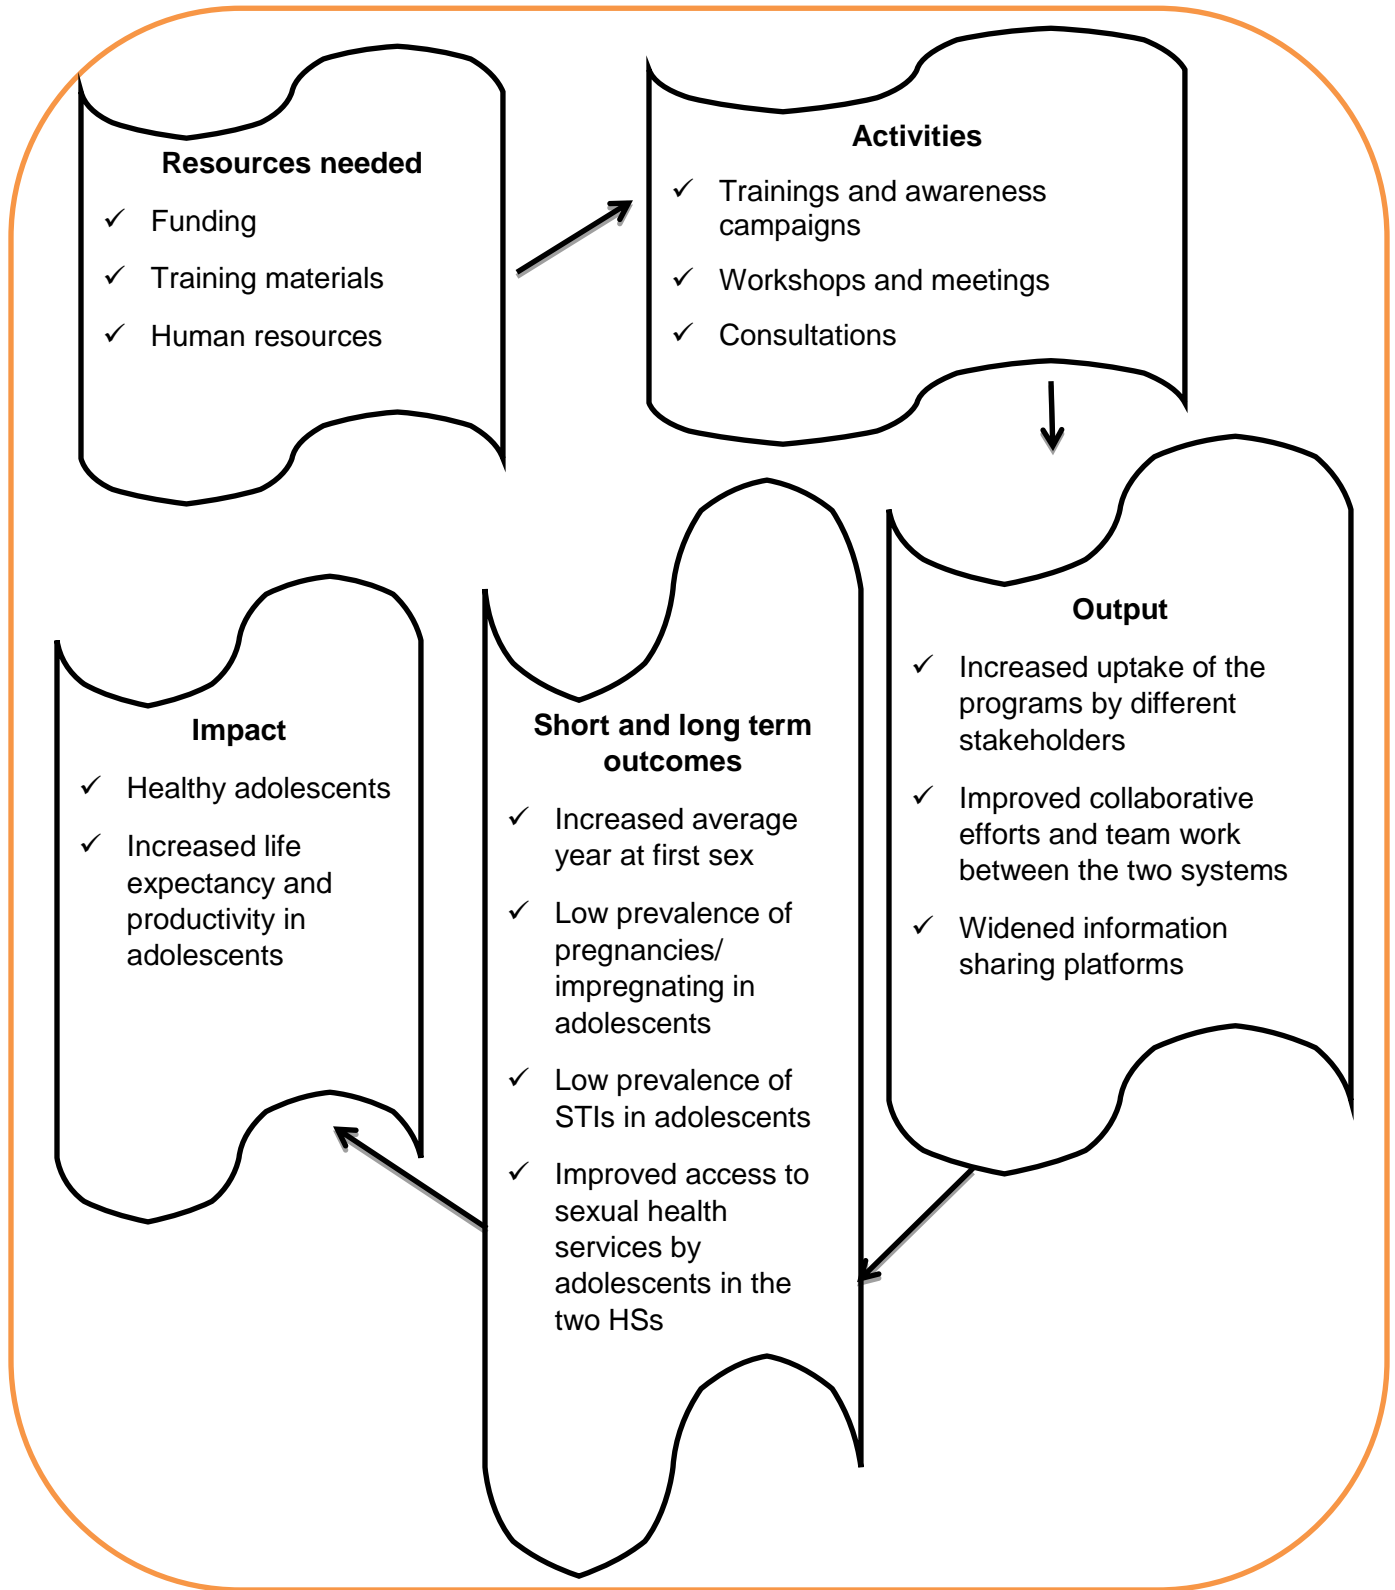 Resources needed
✓ Funding
✓ Training materials
✓ Human resources
Activities
✓ Trainings and awareness
campaigns
✓ Workshops and meetings
✓ Consultations
Output
✓ Increased uptake of the
programs by different
stakeholders
✓ Improved collaborative
efforts and team work
between the two systems
✓ Widened information
sharing platforms
Short and long term
outcomes
✓ Increased average
year at first sex
✓ Low prevalence of
pregnancies/
impregnating in
adolescents
✓ Low prevalence of
STIs in adolescents
✓ Improved access to
sexual health
services by
adolescents in the
two HSs
Impact
✓ Healthy adolescents
✓ Increased life
expectancy and
productivity in
adolescents